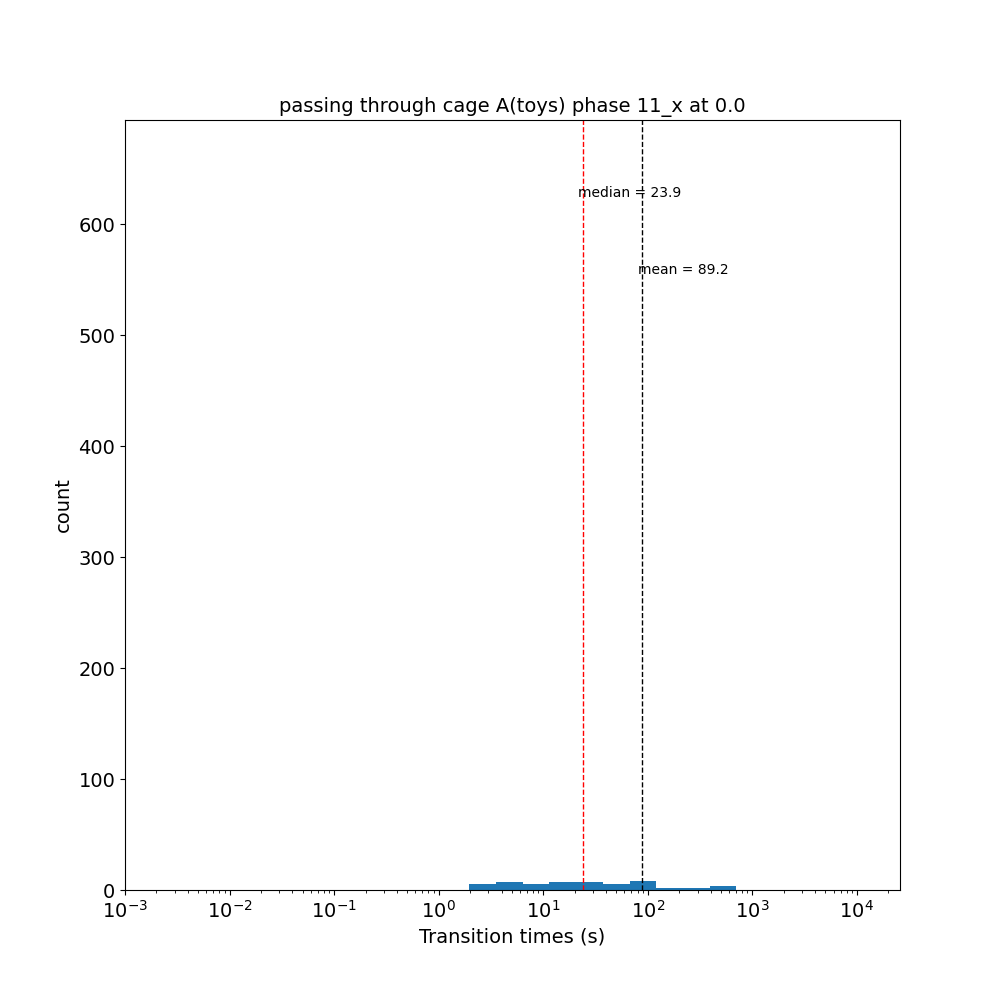 passing through cage A(toys) phase 11_x at 0.0
median = 23.9
mean = 89.2
600
500
400
300
200
100
0
count
10⁻³ 10⁻² 10⁻¹ 10⁰ 10¹ 10² 10³ 10⁴
Transition times (s)